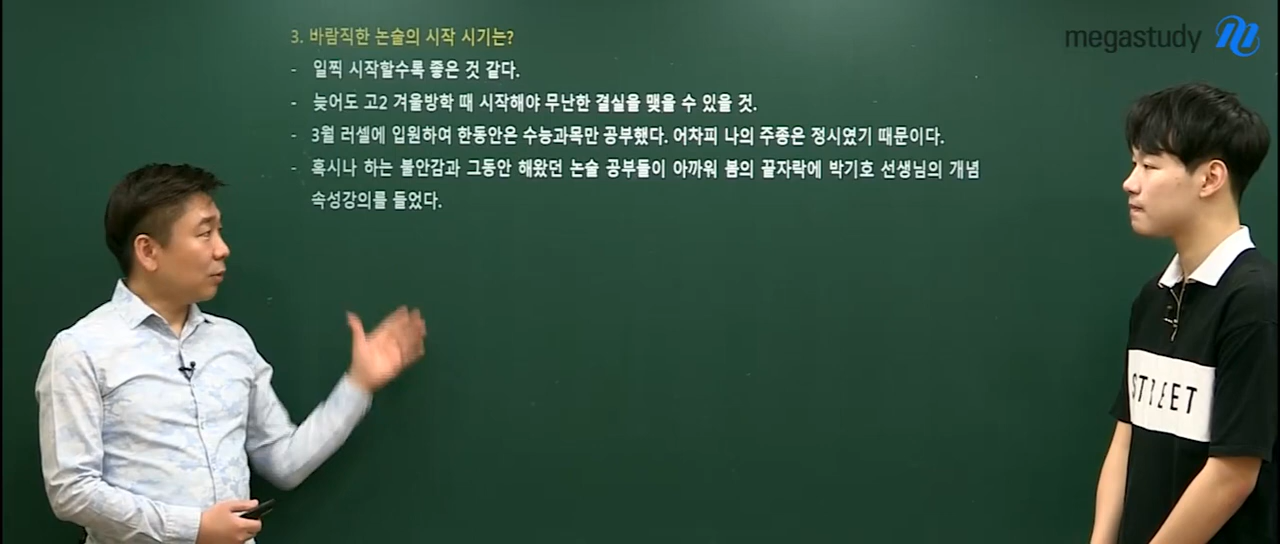 3. 바람직한 논술의 시작 시기는?
megastudy
- 일찍 시작할수록 좋은 것 같다.
- 늦어도 고2 겨울방학 때 시작해야 무난한 결실을 맺을 수 있을 것.
- 3월 러셀에 입원하여 한동안은 수능과목만 공부했다. 어차피 나의 주종은 정시였기 때문이다.
- 혹시나 하는 불안감과 그동안 해왔던 논술 공부들이 아까워 봄의 끝자락에 박기호 선생님의 개념
속성강의를 들었다.
STREET